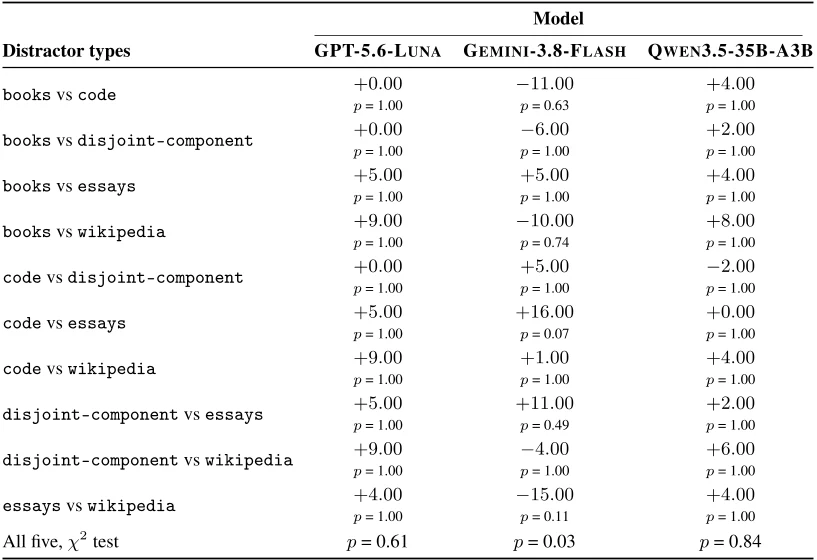 Model
Distractor types GPT-5.6-LUNA GEMINI-3.8-FLASH QWEN3.5-35B-A3B
books vs code +0.00 −11.00 +4.00
p = 1.00 p = 0.63 p = 1.00
books vs disjoint-component +0.00 −6.00 +2.00
p = 1.00 p = 1.00 p = 1.00
books vs essays +5.00 +5.00 +4.00
p = 1.00 p = 1.00 p = 1.00
books vs wikipedia +9.00 −10.00 +8.00
p = 1.00 p = 0.74 p = 1.00
code vs disjoint-component +0.00 +5.00 −2.00
p = 1.00 p = 1.00 p = 1.00
code vs essays +5.00 +16.00 +0.00
p = 1.00 p = 0.07 p = 1.00
code vs wikipedia +9.00 +1.00 +4.00
p = 1.00 p = 1.00 p = 1.00
disjoint-component vs essays +5.00 +11.00 +2.00
p = 1.00 p = 0.49 p = 1.00
disjoint-component vs wikipedia +9.00 −4.00 +6.00
p = 1.00 p = 1.00 p = 1.00
essays vs wikipedia +4.00 −15.00 +4.00
p = 1.00 p = 0.11 p = 1.00
All five, χ² test p = 0.61 p = 0.03 p = 0.84